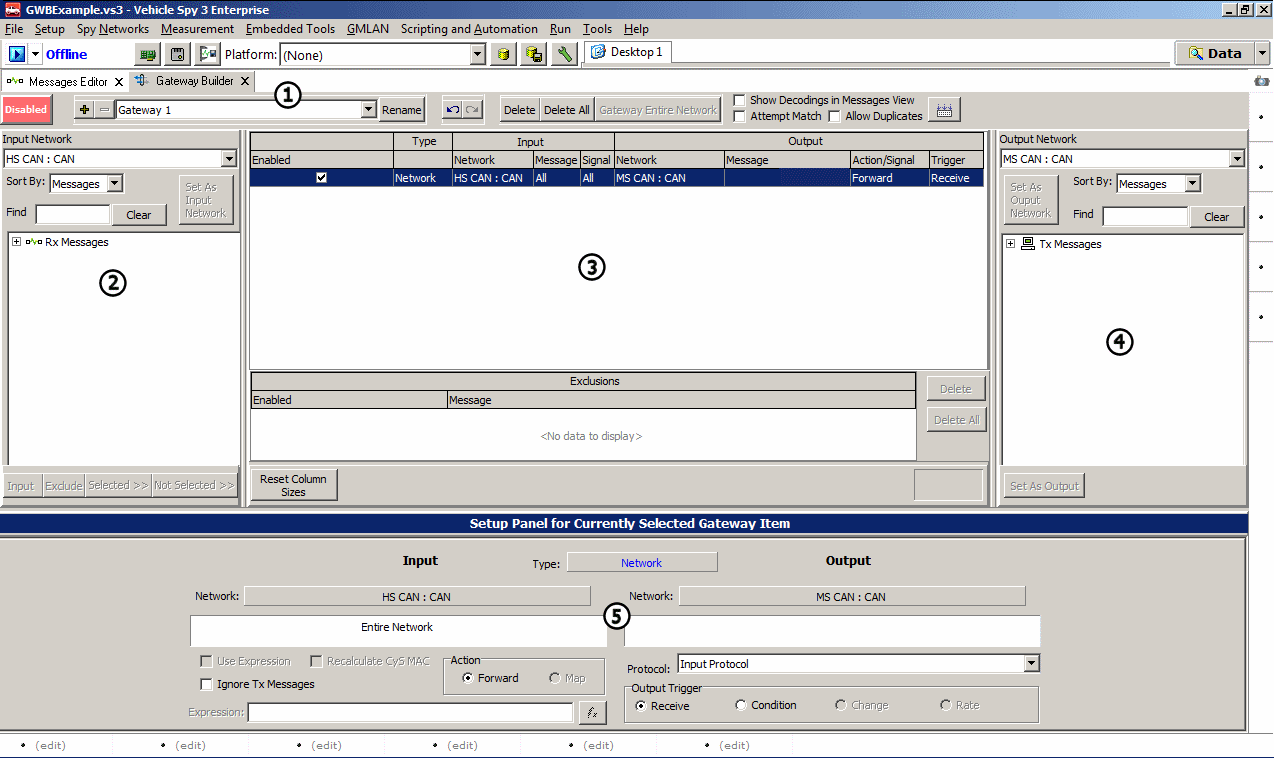 GWBExample.vs3 - Vehicle Spy 3 Enterprise
File Setup Spy Networks Measurement Embedded Tools GMLAN Scripting and Automation Run Tools Help
Offline Platform: (None) Desktop 1 Data
Messages Editor X Gateway Builder X
1
Disabled Gateway 1 Rename Delete Delete All Gateway Entire Network Show Decodings in Messages View
Attempt Match Allow Duplicates
Input Network Type Input Output Output Network
HS CAN : CAN Enabled Network Message Signal Network Message Action/Signal Trigger MS CAN : CAN
Network HS CAN : CAN All All MS CAN : CAN Forward Receive
Sort By: Messages Set As Input Network
Find Clear
Rx Messages
2
3
Set As Ouput Network Sort By: Messages
Find Clear
Tx Messages
4
Exclusions
Enabled Message
<No data to display>
Delete
Delete All
Input Exclude Selected >> Not Selected >>
Reset Column Sizes
Set As Output
Setup Panel for Currently Selected Gateway Item
Input Type: Network Output
Network: HS CAN : CAN Network: MS CAN : CAN
5
Entire Network
Use Expression Recalculate CyS MAC Action Protocol: Input Protocol
Ignore Tx Messages Forward Map
Output Trigger
Expression: fx Receive Condition Change Rate
(edit) (edit) (edit) (edit) (edit) (edit)